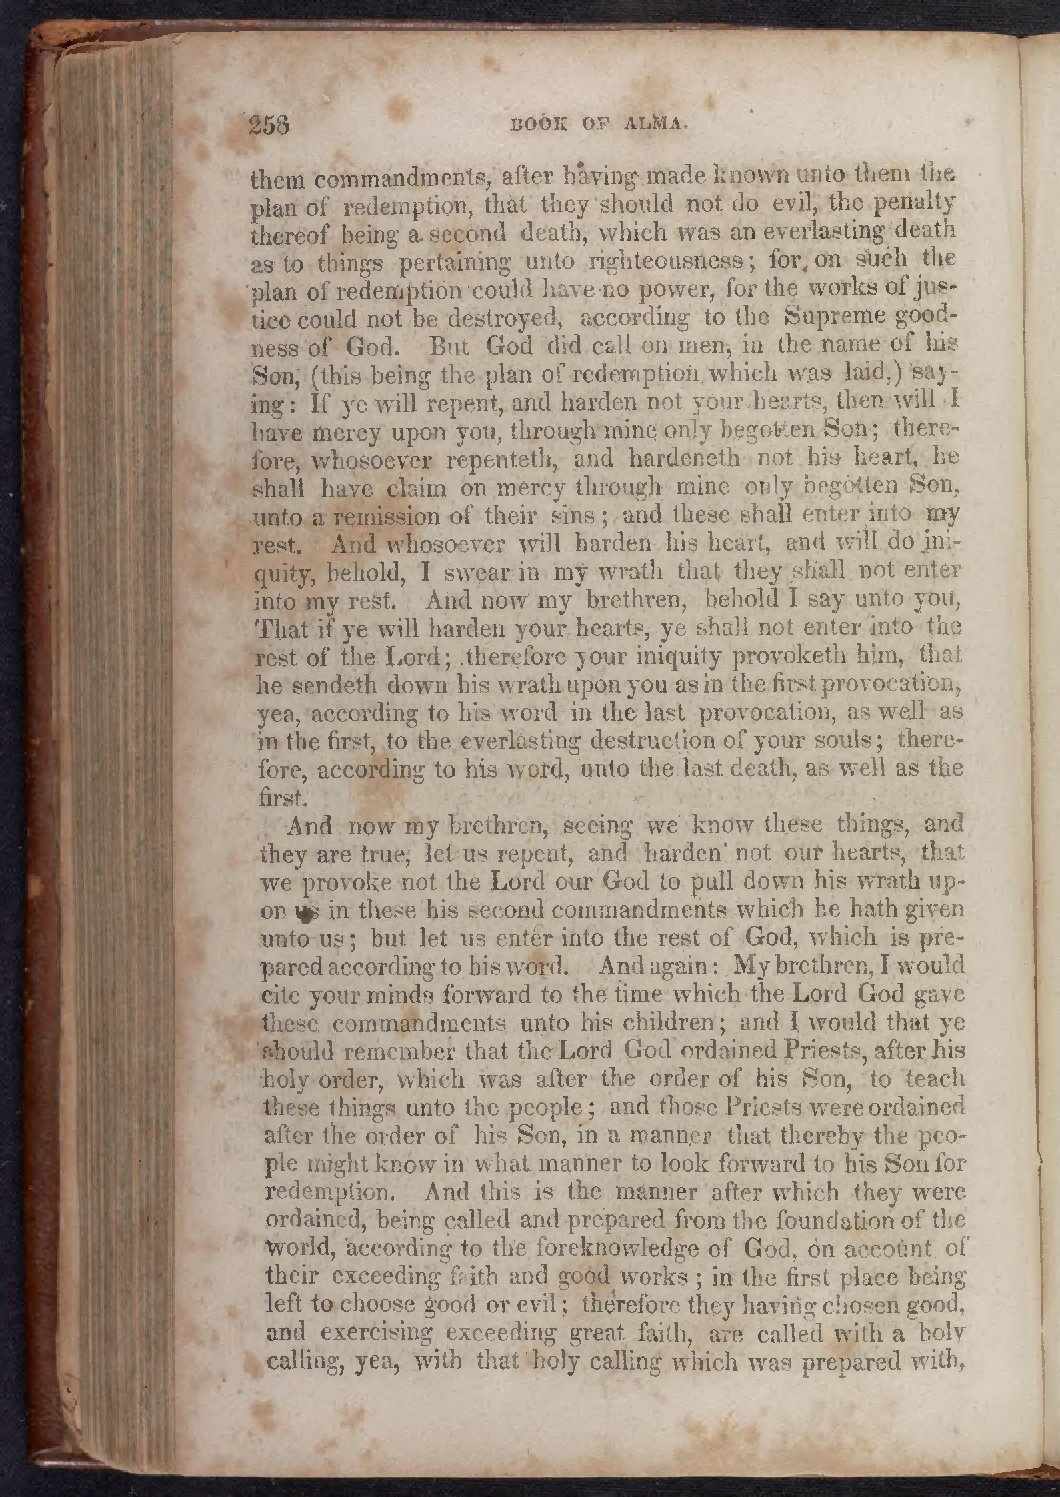 258 BOOK OF ALMA.
them commandments, after having made known unto them the
plan of redemption, that they should not do evil, the penalty
thereof being a second death, which was an everlasting death
as to things pertaining unto righteousness; for, on such the
plan of redemption could have no power, for the works of jus-
tice could not be destroyed, according to the Supreme good-
ness of God. But God did call on men, in the name of his
Son, (this being the plan of redemption which was laid,) say-
ing: If ye will repent, and harden not your hearts, then will I
have mercy upon you, through mine only begotten Son; there-
fore, whosoever repenteth, and hardeneth not his heart, he
shall have claim on mercy through mine only begotten Son,
unto a remission of their sins; and these shall enter into my
rest. And whosoever will harden his heart, and will do ini-
quity, behold, I swear in my wrath that they shall not enter
into my rest. And now my brethren, behold I say unto you,
That if ye will harden your hearts, ye shall not enter into the
rest of the Lord; therefore your iniquity provoketh him, that
he sendeth down his wrath upon you as in the first provocation,
yea, according to his word in the last provocation, as well as
in the first, to the everlasting destruction of your souls; there-
fore, according to his word, unto the last death, as well as the
first.
And now my brethren, seeing we know these things, and
they are true, let us repent, and harden not our hearts, that
we provoke not the Lord our God to pull down his wrath up-
on us in these his second commandments which he hath given
unto us; but let us enter into the rest of God, which is pre-
pared according to his word. And again: My brethren, I would
cite your minds forward to the time which the Lord God gave
these commandments unto his children; and I would that ye
should remember that the Lord God ordained Priests, after his
holy order, which was after the order of his Son, to teach
these things unto the people; and those Priests were ordained
after the order of his Son, in a manner that thereby the peo-
ple might know in what manner to look forward to his Son for
redemption. And this is the manner after which they were
ordained, being called and prepared from the foundation of the
world, according to the foreknowledge of God, on account of
their exceeding faith and good works; in the first place being
left to choose good or evil; therefore they having chosen good,
and exercising exceeding great faith, are called with a holy
calling, yea, with that holy calling which was prepared with,